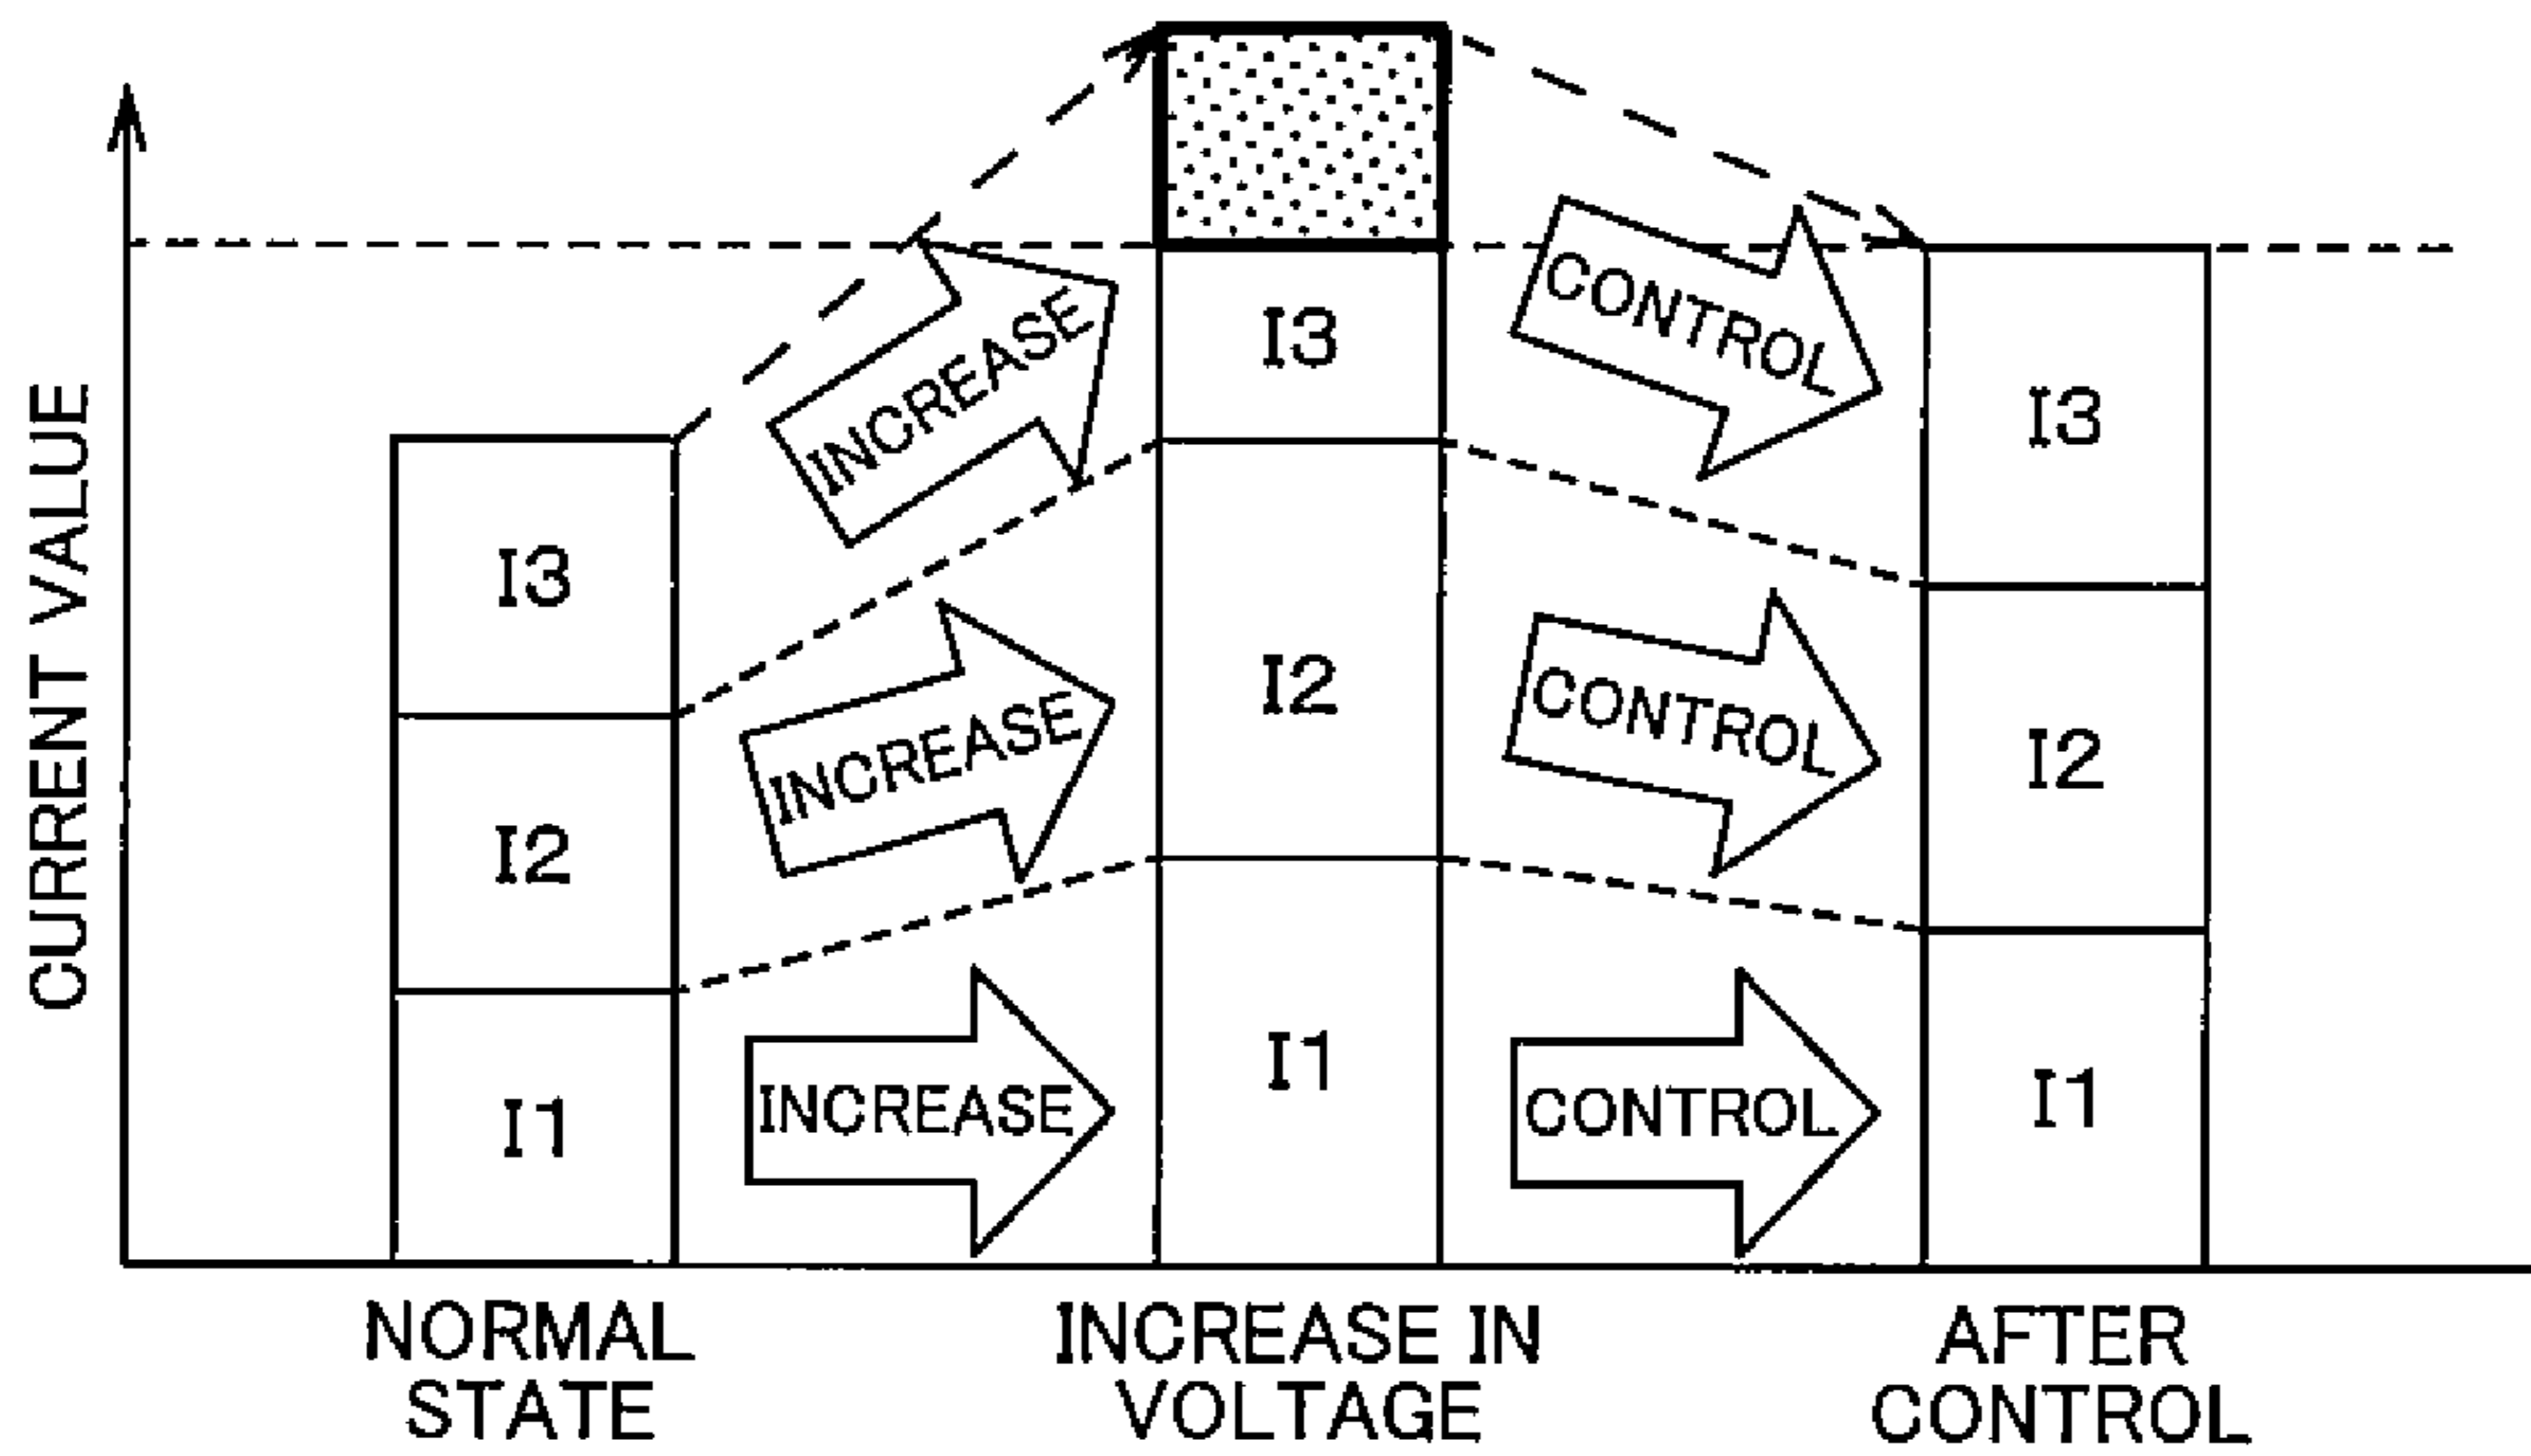 CURRENT VALUE
I3
I2
I1
INCREASE
INCREASE
INCREASE
I3
I2
I1
CONTROL
CONTROL
CONTROL
I3
I2
I1
NORMAL
STATE
INCREASE IN
VOLTAGE
AFTER
CONTROL